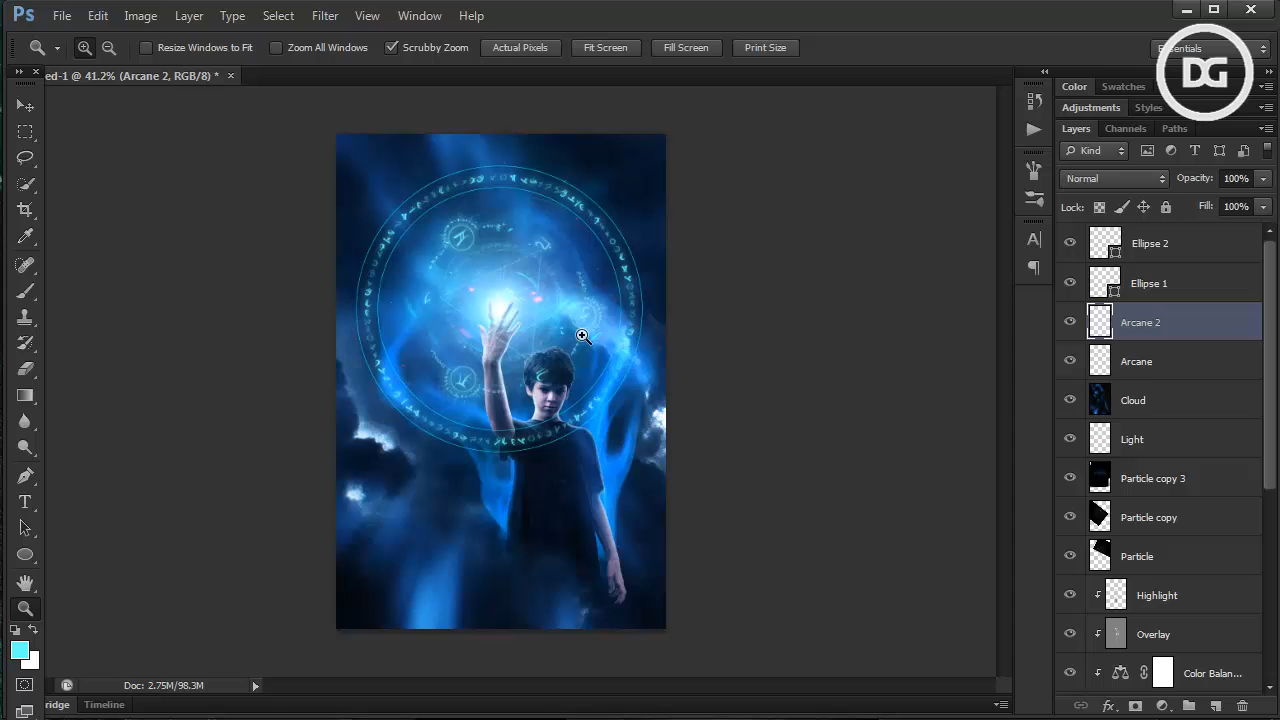 Ps File Edit Image Layer Type Select Filter View Window Help
Resize Windows to Fit Zoom All Windows Scrubby Zoom Actual Pixels Fit Screen Fill Screen Print Size
DG
ed-1 @ 41.2% (Arcane 2, RGB/8) * ×
Color Swatches
Adjustments Styles
Layers Channels Paths
Kind
Normal Opacity: 100%
Lock: Fill: 100%
Ellipse 2
Ellipse 1
Arcane 2
Arcane
Cloud
Light
Particle copy 3
Particle copy
Particle
Highlight
Overlay
Color Balan...
Doc: 2.75M/98.3M
ridge Timeline